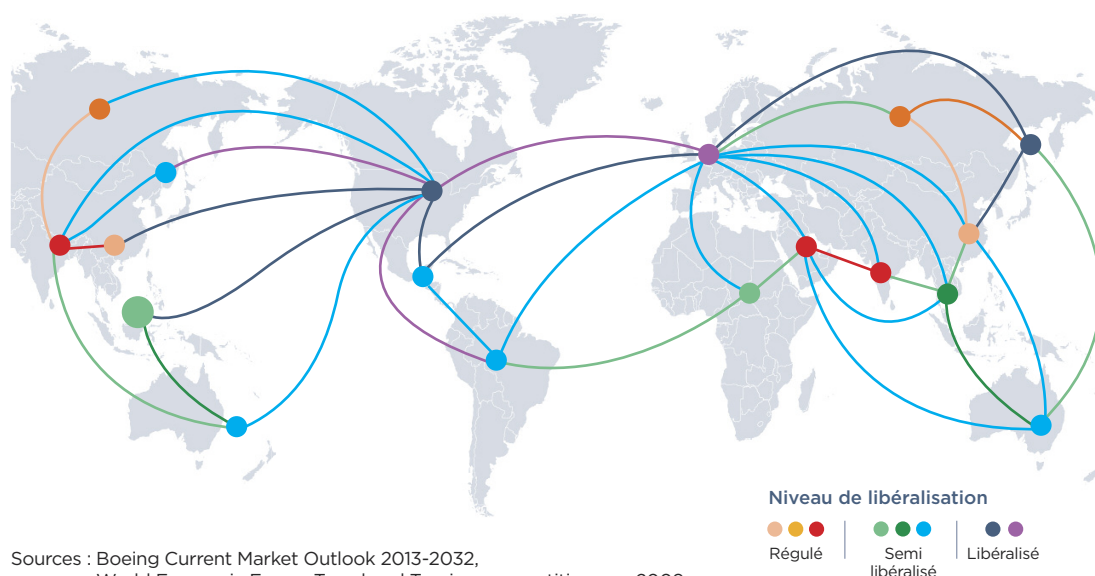 Niveau de libéralisation
Régulé
Semi
libéralisé
Libéralisé
Sources : Boeing Current Market Outlook 2013-2032,